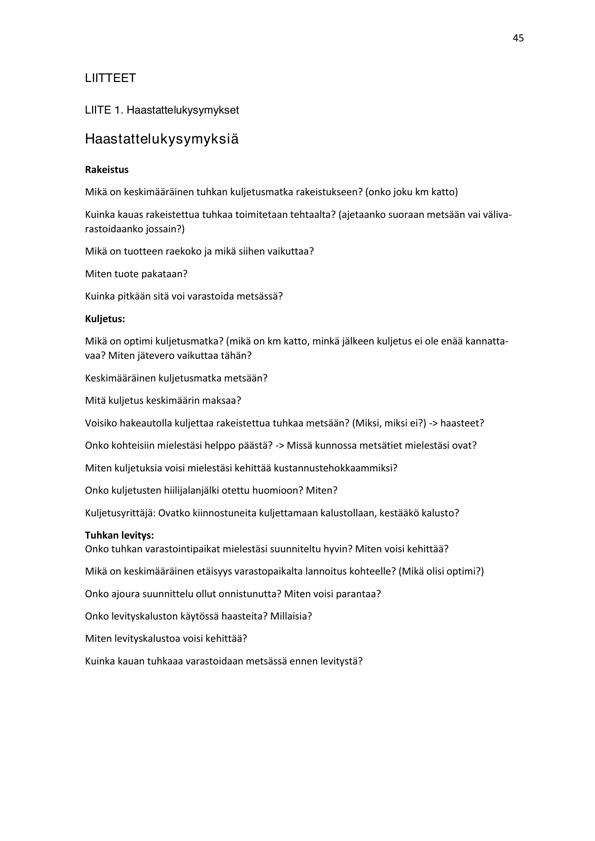 45
LIITTEET
LIITE 1. Haastattelukysymykset
Haastattelukysymyksiä
Rakeistus
Mikä on keskimääräinen tuhkan kuljetusmatka rakeistukseen? (onko joku km katto)
Kuinka kauas rakeistettua tuhkaa toimitetaan tehtaalta? (ajetaanko suoraan metsään vai väliva-
rastoidaanko jossain?)
Mikä on tuotteen raekoko ja mikä siihen vaikuttaa?
Miten tuote pakataan?
Kuinka pitkään sitä voi varastoida metsässä?
Kuljetus:
Mikä on optimi kuljetusmatka? (mikä on km katto, minkä jälkeen kuljetus ei ole enää kannatta-
vaa? Miten jätevero vaikuttaa tähän?
Keskimääräinen kuljetusmatka metsään?
Mitä kuljetus keskimäärin maksaa?
Voisiko hakeautolla kuljettaa rakeistettua tuhkaa metsään? (Miksi, miksi ei?) -> haasteet?
Onko kohteisiin mielestäsi helppo päästä? -> Missä kunnossa metsätiet mielestäsi ovat?
Miten kuljetuksia voisi mielestäsi kehittää kustannustehokkaammiksi?
Onko kuljetusten hiilijalanjälki otettu huomioon? Miten?
Kuljetusyrittäjä: Ovatko kiinnostuneita kuljettamaan kalustollaan, kestääkö kalusto?
Tuhkan levitys:
Onko tuhkan varastointipaikat mielestäsi suunniteltu hyvin? Miten voisi kehittää?
Mikä on keskimääräinen etäisyys varastopaikalta lannoitus kohteelle? (Mikä olisi optimi?)
Onko ajoura suunnittelu ollut onnistunutta? Miten voisi parantaa?
Onko levityskaluston käytössä haasteita? Millaisia?
Miten levityskalustoa voisi kehittää?
Kuinka kauan tuhkaaa varastoidaan metsässä ennen levitystä?